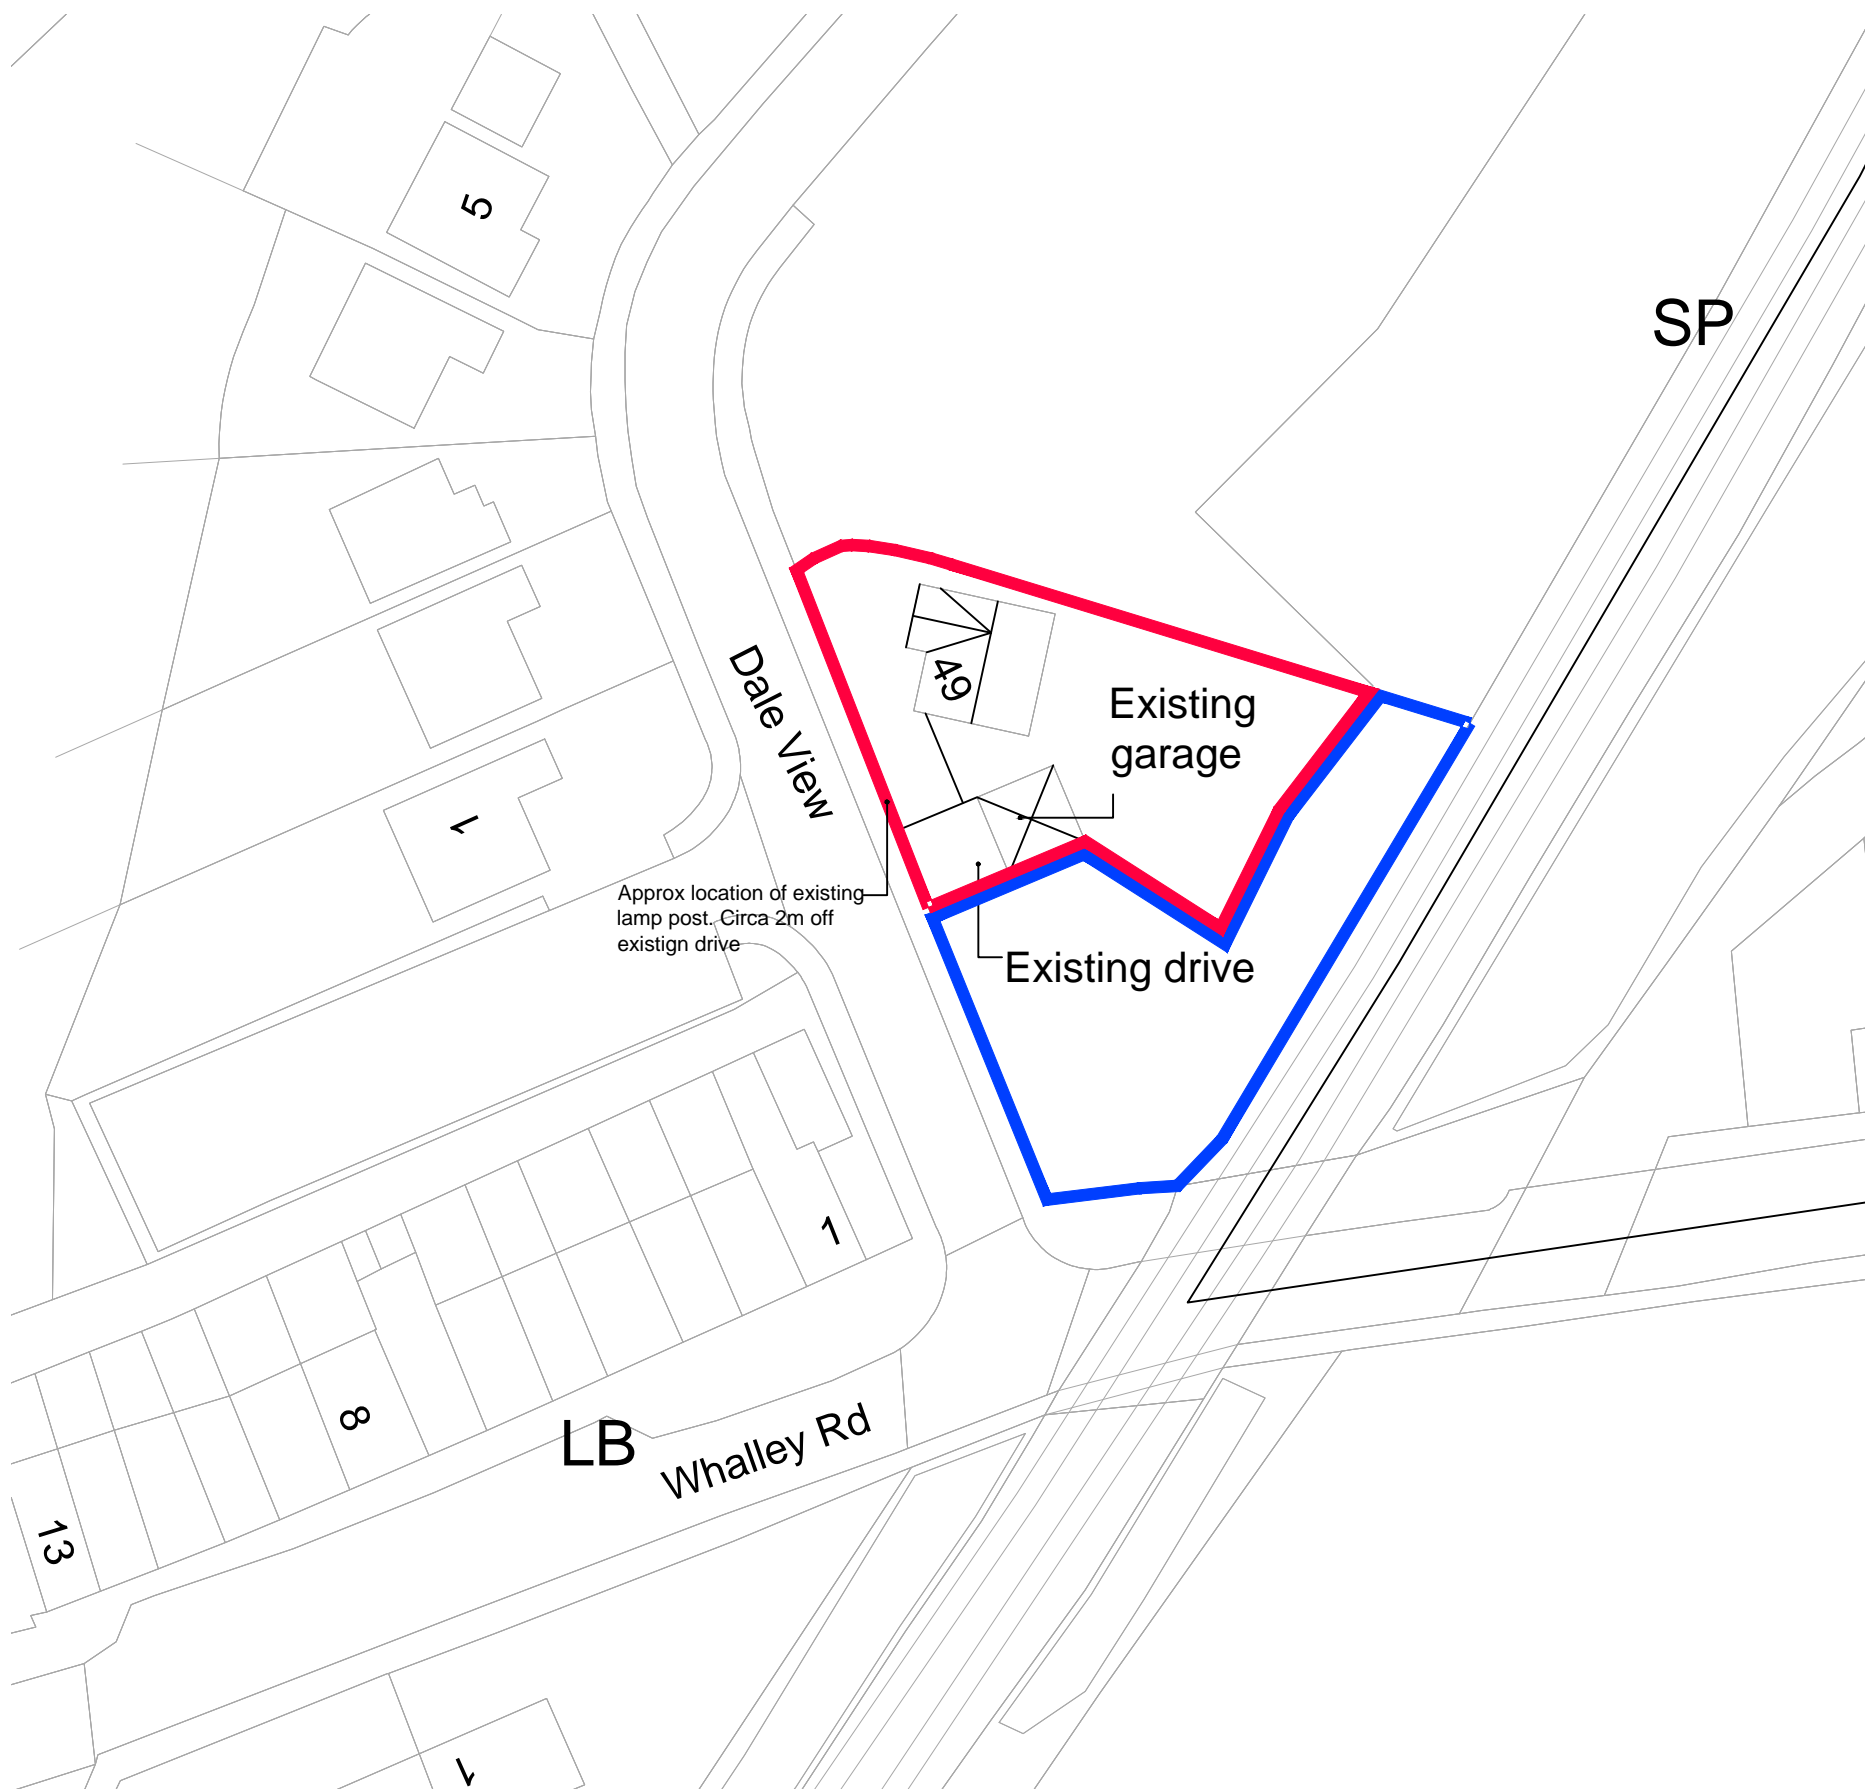 5
SP
49
Dale View
Existing
garage
1
Approx location of existing
lamp post. Circa 2m off
existign drive
Existing drive
1
8
LB
Whalley Rd
13
1